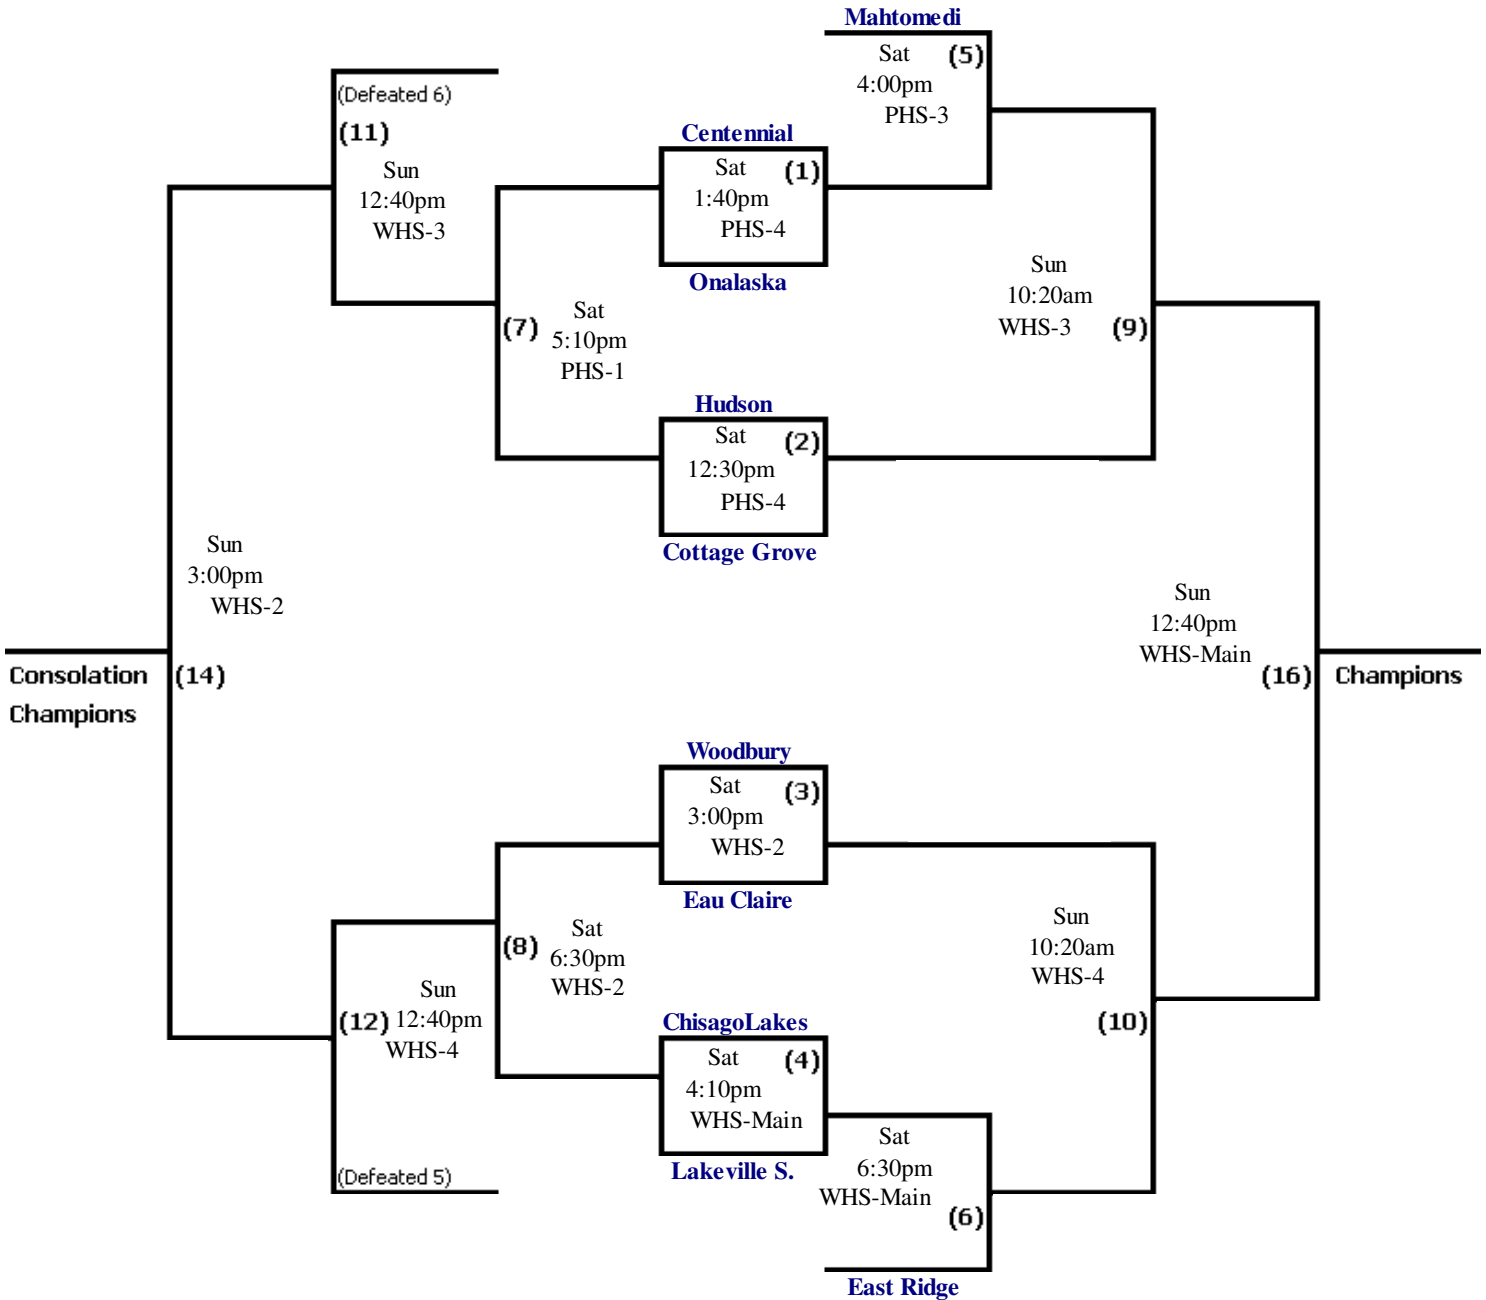 Mahtomedi
Sat (5)
4:00pm
PHS-3
(Defeated 6)
(11)
Sun
12:40pm
WHS-3
Centennial
Sat (1)
1:40pm
PHS-4
Onalaska
Sat
(7) 5:10pm
PHS-1
Sun
10:20am
WHS-3 (9)
Hudson
Sat (2)
12:30pm
PHS-4
Cottage Grove
Sun
3:00pm
WHS-2
Consolation (14)
Champions
Sun
12:40pm
WHS-Main
(16) Champions
Woodbury
Sat (3)
3:00pm
WHS-2
Eau Claire
Sat
(8) 6:30pm
WHS-2
Sun
10:20am
WHS-4
(10)
Sun
(12) 12:40pm
WHS-4
(Defeated 5)
ChisagoLakes
Sat (4)
4:10pm
WHS-Main
Lakeville S.
Sat
6:30pm
WHS-Main
(6)
East Ridge